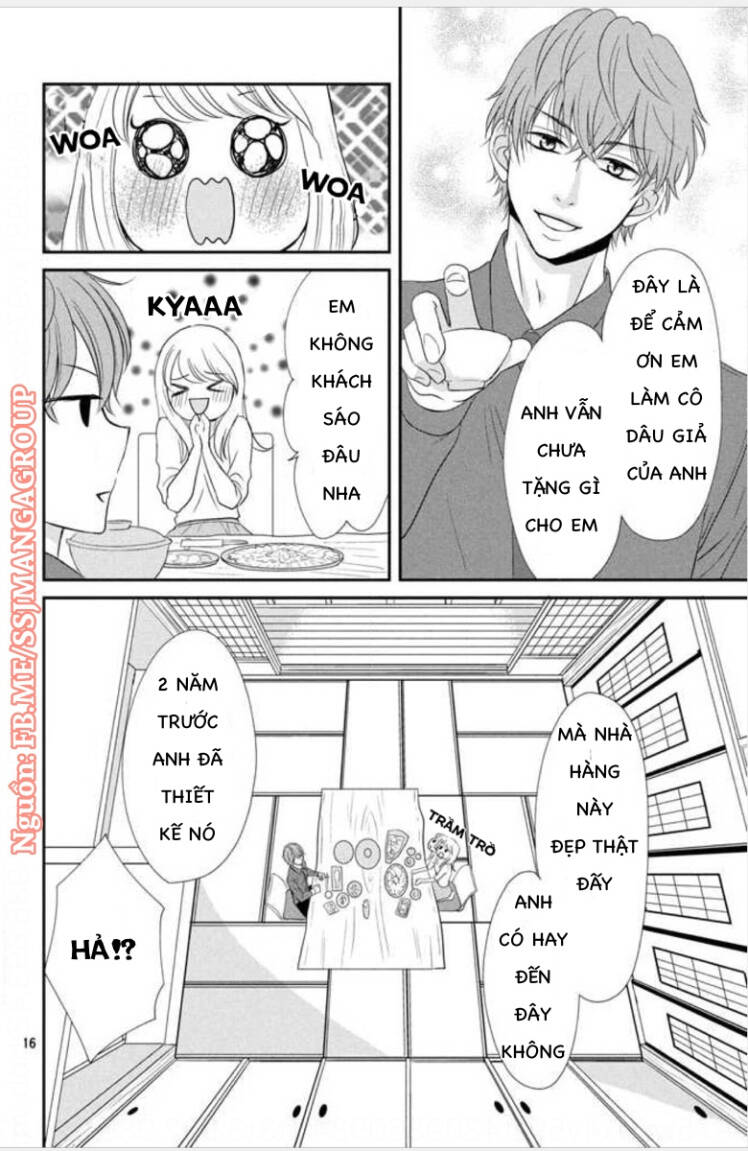 ĐÂY LÀ
ĐỂ CẢM
ƠN EM
LÀM CÔ
DÂU GIẢ
CỦA ANH
ANH VẪN
CHƯA
TẶNG GÌ
CHO EM
WOA
WOA
KYAAA
EM
KHÔNG
KHÁCH
SÁO
ĐÂU
NHA
MÀ NHÀ
HÀNG
NÀY
ĐẸP THẬT
ĐẤY
ANH
CÓ HAY
ĐẾN
ĐÂY
KHÔNG
TRẦM TRỒ
2 NĂM
TRƯỚC
ANH ĐÃ
THIẾT
KẾ NÓ
HẢ!?
16
Nguồn: FB.ME/SSJMANGAGROUP